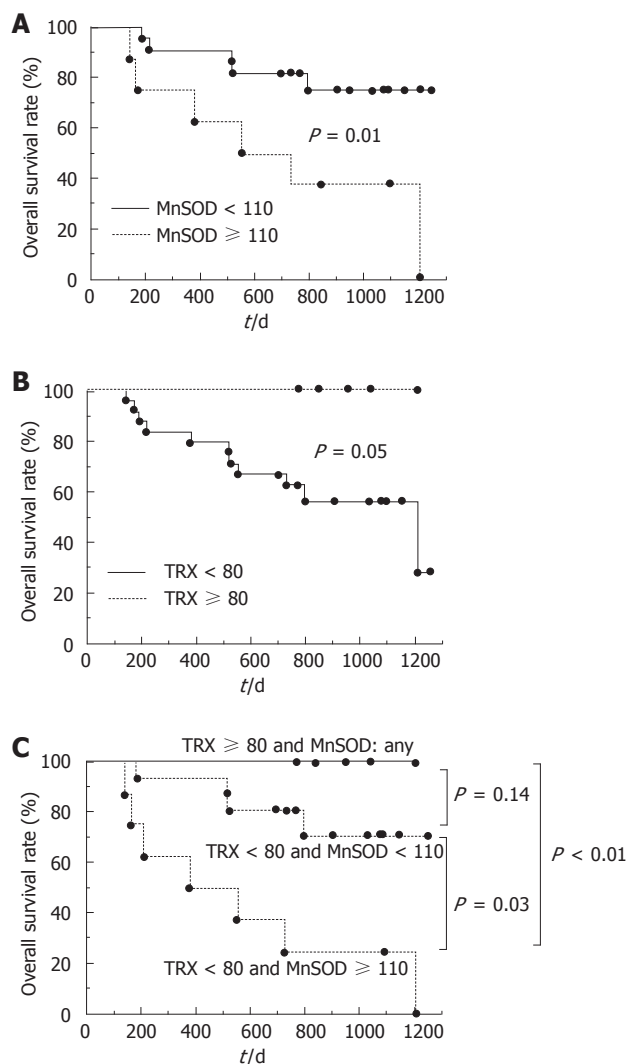 A
Overall survival rate (%)
100
80
60
40
20
0
P = 0.01
MnSOD < 110
MnSOD ⩾ 110
0 200 400 600 800 1000 1200
t/d
B
Overall survival rate (%)
100
80
60
40
20
0
P = 0.05
TRX < 80
TRX ⩾ 80
0 200 400 600 800 1000 1200
t/d
C
Overall survival rate (%)
100
80
60
40
20
0
TRX ⩾ 80 and MnSOD: any
P = 0.14
TRX < 80 and MnSOD < 110
P < 0.01
P = 0.03
TRX < 80 and MnSOD ⩾ 110
0 200 400 600 800 1000 1200
t/d